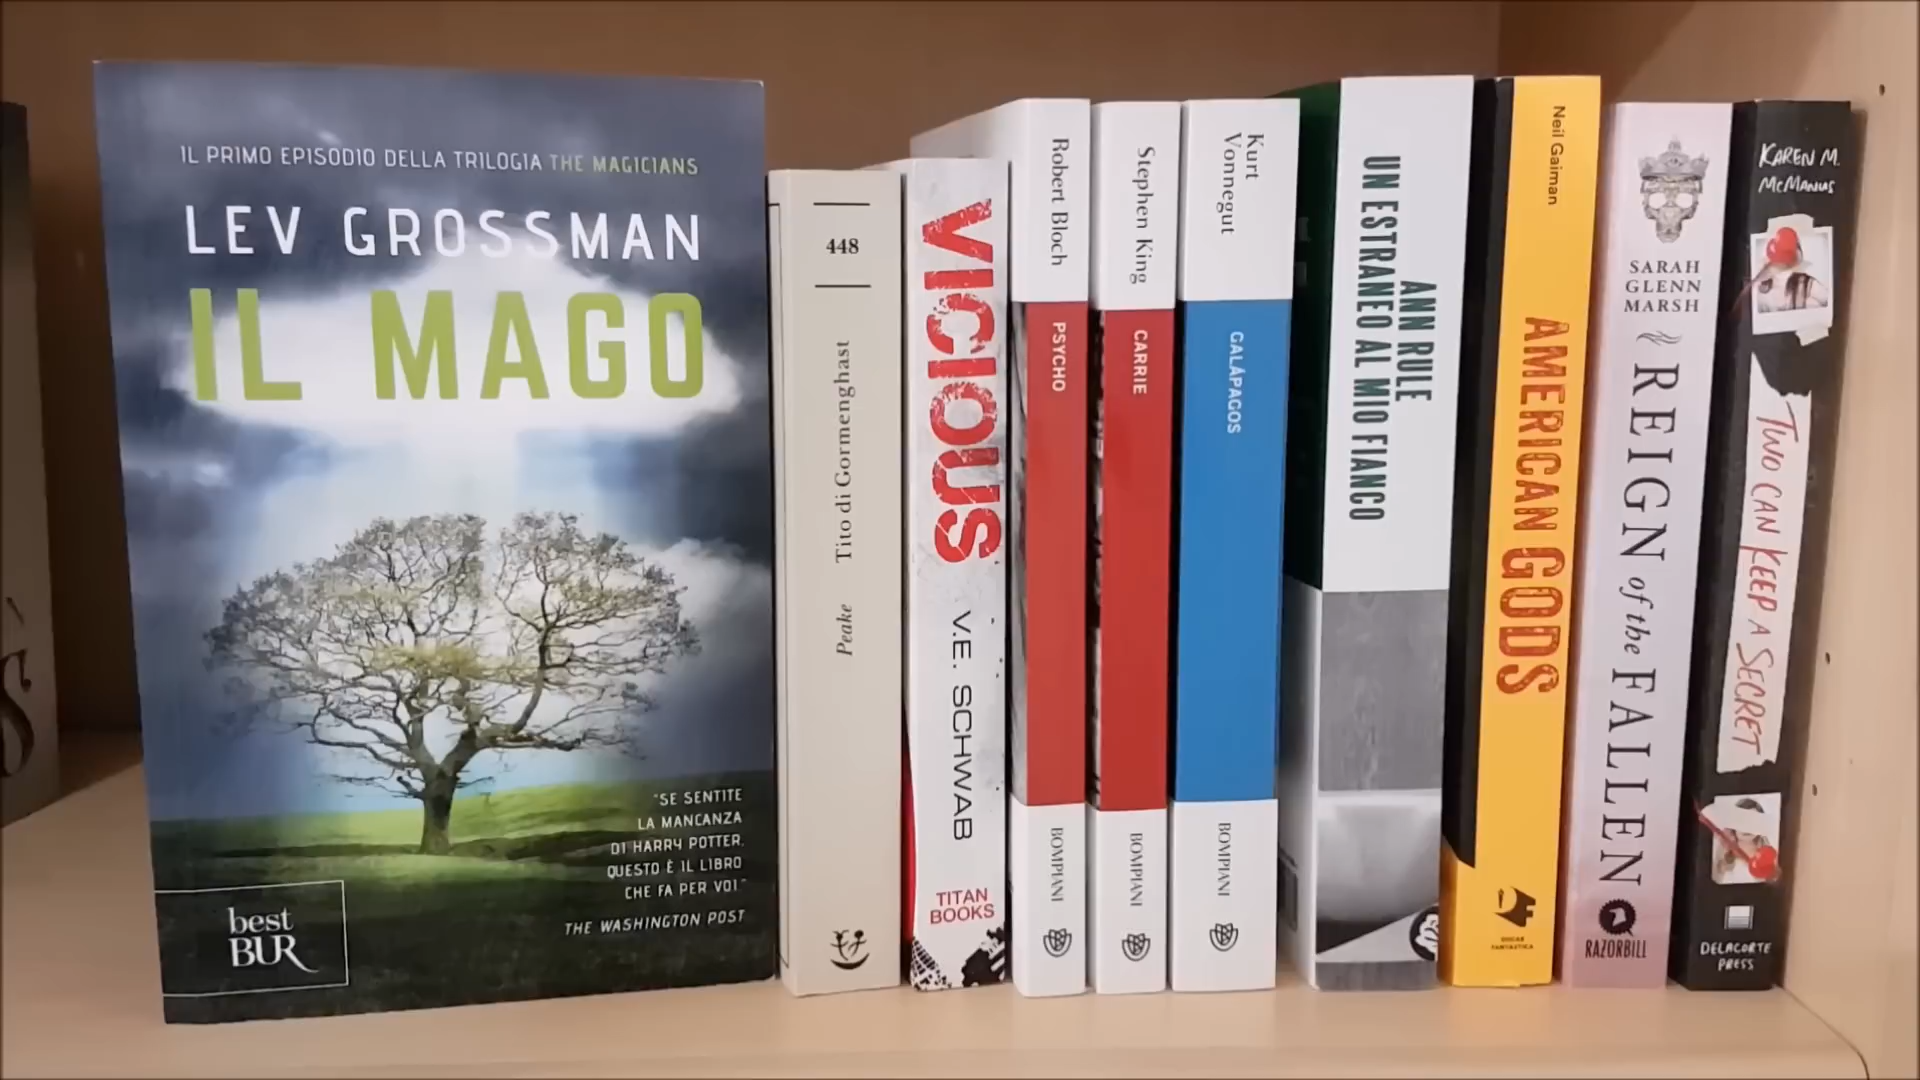 IL PRIMO EPISODIO DELLA TRILOGIA THE MAGICIANS
LEV GROSSMAN
IL MAGO
"SE SENTITE
LA MANCANZA
DI HARRY POTTER,
QUESTO È IL LIBRO
CHE FA PER VOI."
THE WASHINGTON POST
best
BUR
448
Peake Tito di Gormenghast
VICIOUS
V.E. SCHWAB
TITAN
BOOKS
Robert Bloch
PSYCHO
BOMPIANI
Stephen King
CARRIE
BOMPIANI
Kurt
Vonnegut
GALÁPAGOS
BOMPIANI
ANN RULE
UN ESTRANEO AL MIO FIANCO
Neil Gaiman
AMERICAN GODS
OSCAR
FANTASTICA
SARAH
GLENN
MARSH
REIGN of the FALLEN
RAZORBILL
KAREN M.
McMANUS
TWO CAN KEEP A SECRET
DELACORTE
PRESS